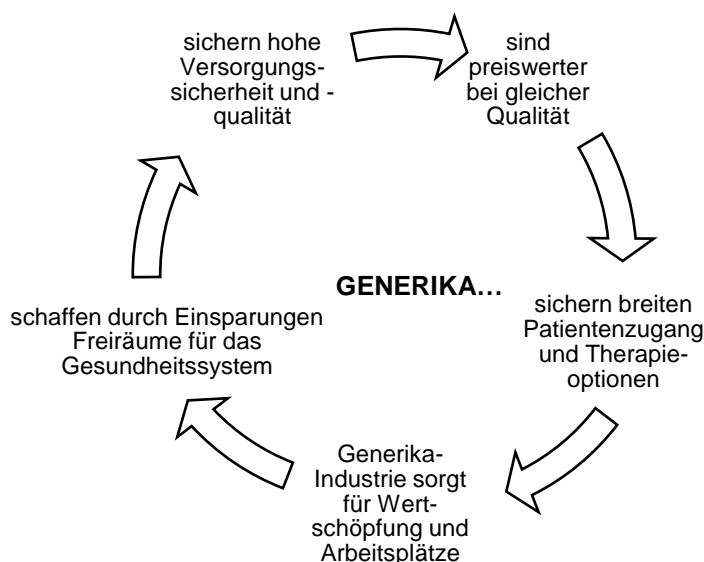 sichern hohe
Versorgungs-
sicherheit und -
qualität
sind
preiswerter
bei gleicher
Qualität
GENERIKA...
sichern breiten
Patientenzugang
und Therapie-
optionen
Generika-
Industrie sorgt
für Wert-
schöpfung und
Arbeitsplätze
schaffen durch Einsparungen
Freiräume für das
Gesundheitssystem